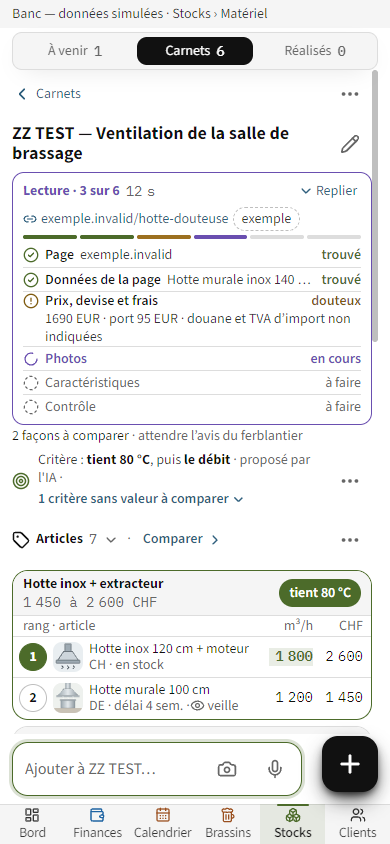 Banc — données simulées · Stocks › Matériel
À venir 1 Carnets 6 Réalisés 0
Carnets
ZZ TEST — Ventilation de la salle de
brassage
Lecture · 3 sur 6 12 s Replier
exemple.invalid/hotte-douteuse exemple
Page exemple.invalid trouvé
Données de la page Hotte murale inox 140 … trouvé
Prix, devise et frais douteux
1690 EUR · port 95 EUR · douane et TVA d’import non
indiquées
Photos en cours
Caractéristiques à faire
Contrôle à faire
2 façons à comparer · attendre l’avis du ferblantier
Critère : tient 80 °C, puis le débit · proposé par
l’IA ·
1 critère sans valeur à comparer
Articles 7 · Comparer
Hotte inox + extracteur
1 450 à 2 600 CHF
tient 80 °C
rang · article m³/h CHF
1 Hotte inox 120 cm + moteur 1 800 2 600
CH · en stock
2 Hotte murale 100 cm 1 200 1 450
DE · délai 4 sem. · veille
Ajouter à ZZ TEST…
Bord Finances Calendrier Brassins Stocks Clients